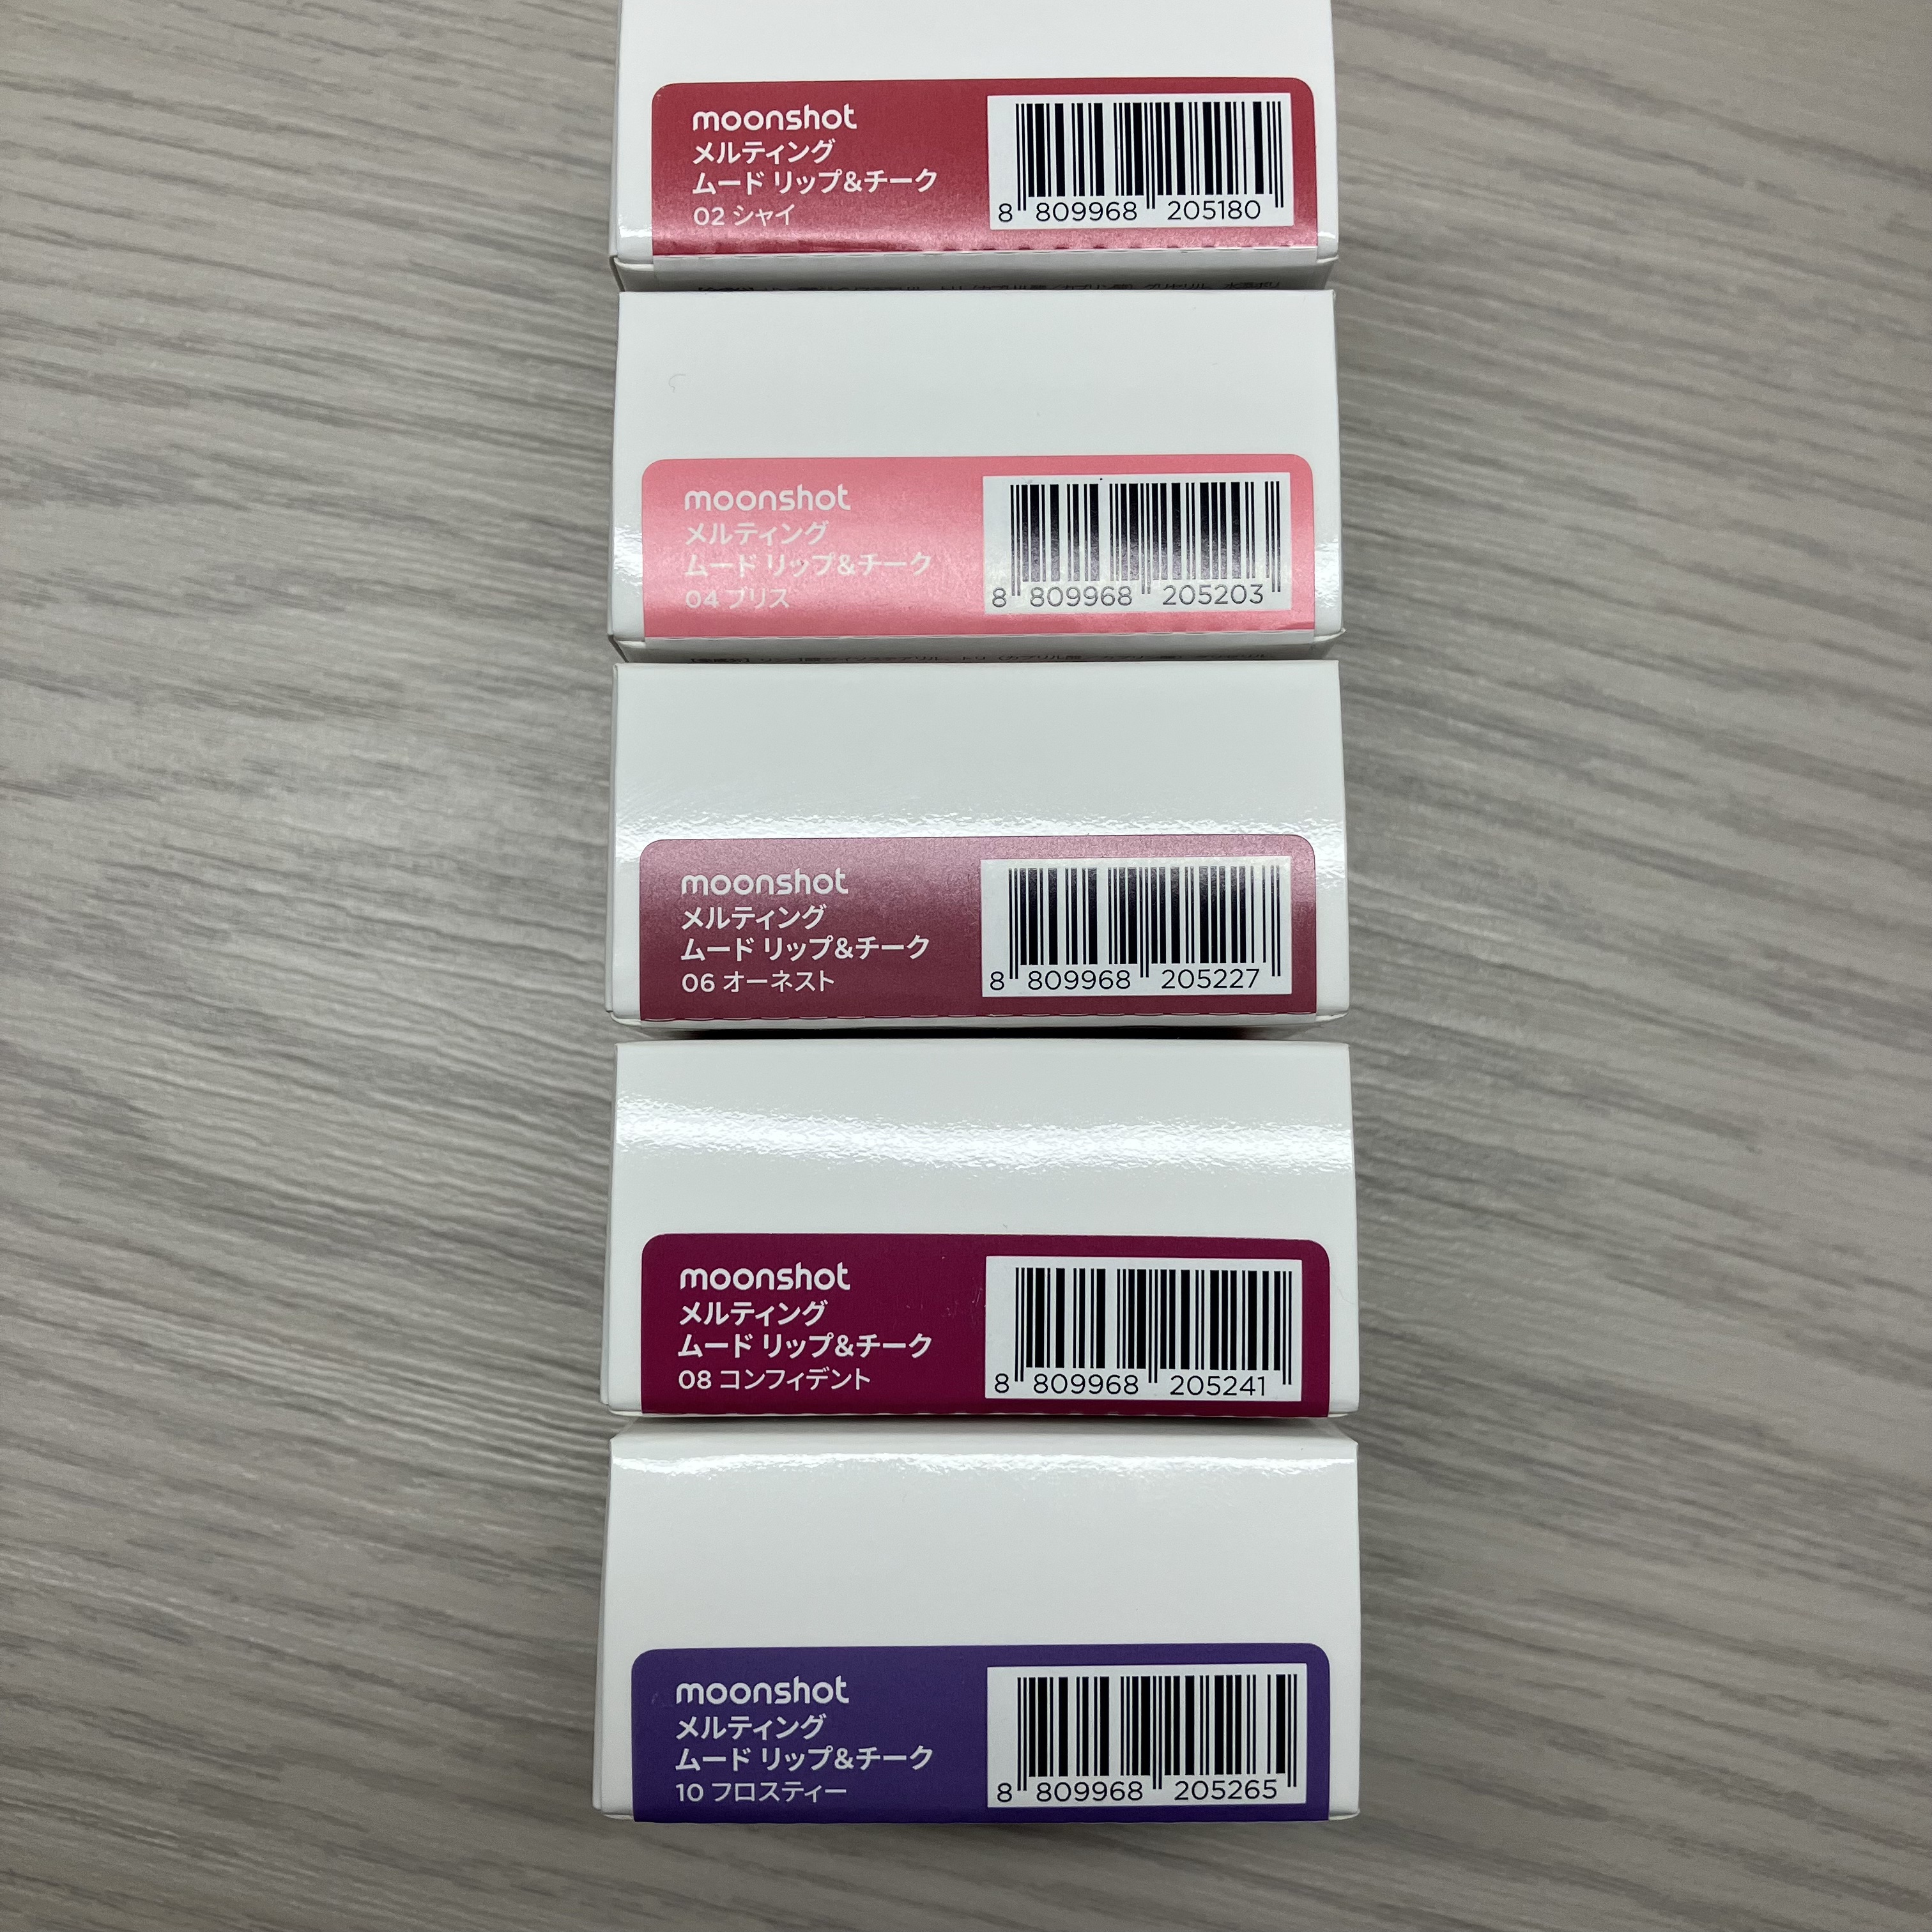 moonshot
メルティング
ムード リップ&チーク
02 シャイ
8 809968 205180
moonshot
メルティング
ムード リップ&チーク
04 ブリス
8 809968 205203
moonshot
メルティング
ムード リップ&チーク
06 オーネスト
8 809968 205227
moonshot
メルティング
ムード リップ&チーク
08 コンフィデント
8 809968 205241
moonshot
メルティング
ムード リップ&チーク
10 フロスティー
8 809968 205265